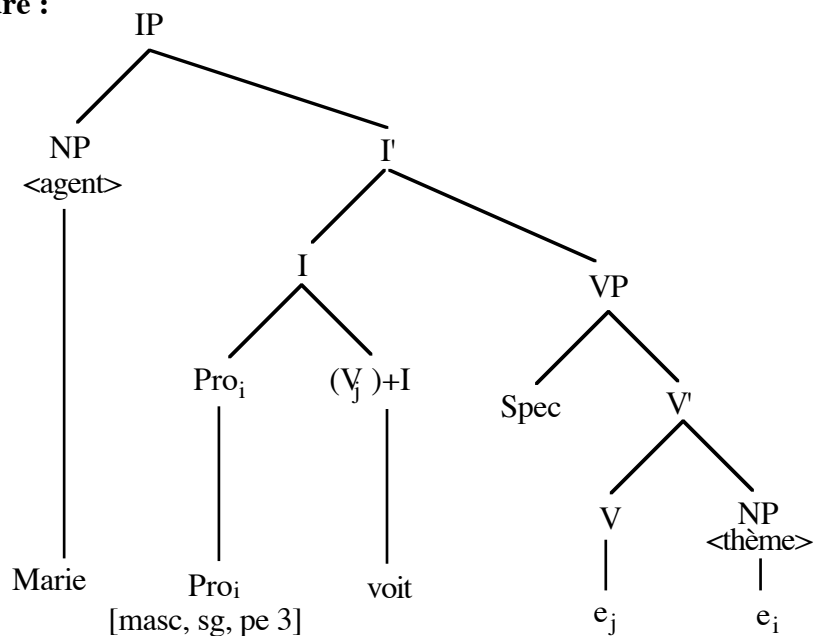 re :
IP
NP
<agent>
I'
I
VP
Proi
(Vj )+I
Spec
V'
V
NP
<thème>
Marie
Proi
voit
[masc, sg, pe 3]
ej
ei